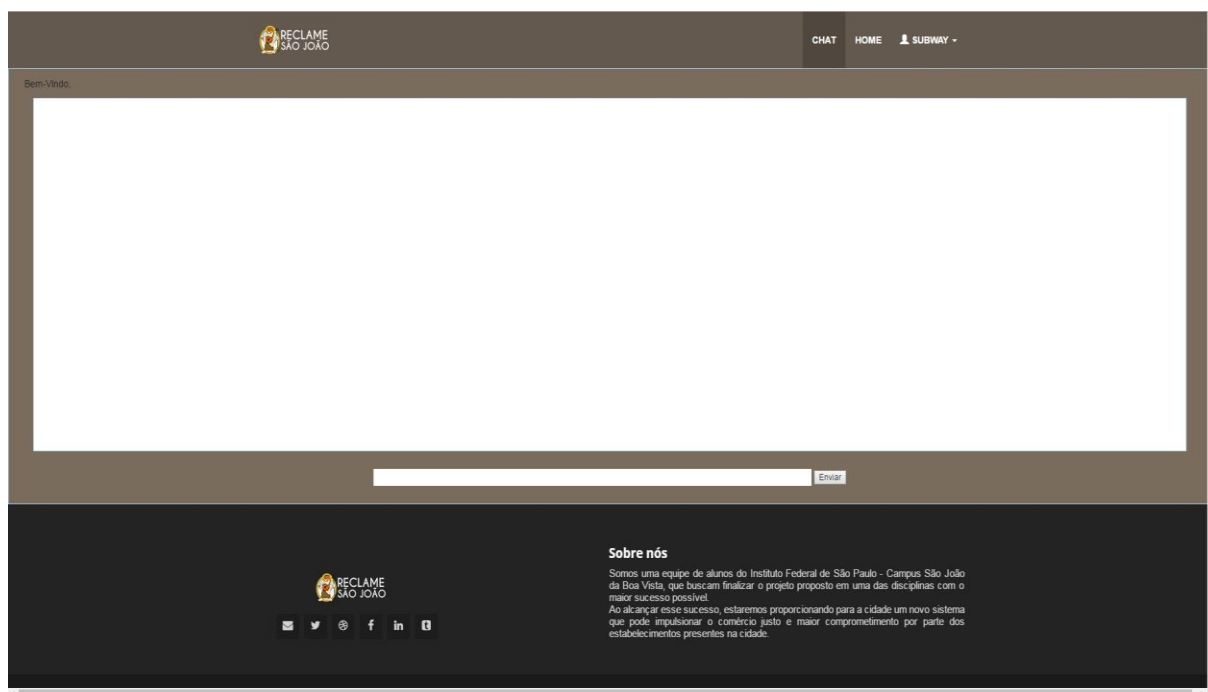 RECLAME
SÃO JOÃO
CHAT HOME SUBWAY
Bem-Vindo,
Enviar
RECLAME
SÃO JOÃO
Sobre nós
Somos uma equipe de alunos do Instituto Federal de São Paulo - Campus São João
da Boa Vista, que buscam finalizar o projeto proposto em uma das disciplinas com o
maior sucesso possível.
Ao alcançar esse sucesso, estaremos proporcionando para a cidade um novo sistema
que pode impulsionar o comércio justo e maior comprometimento por parte dos
estabelecimentos presentes na cidade.